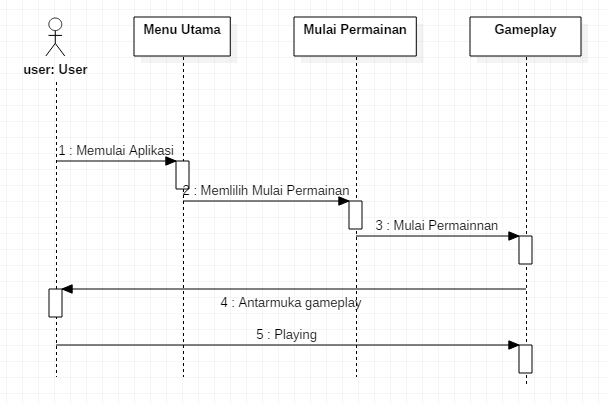 user: User
Menu Utama
Mulai Permainan
Gameplay
1 : Memulai Aplikasi
2 : Memlilih Mulai Permainan
3 : Mulai Permainnan
4 : Antarmuka gameplay
5 : Playing